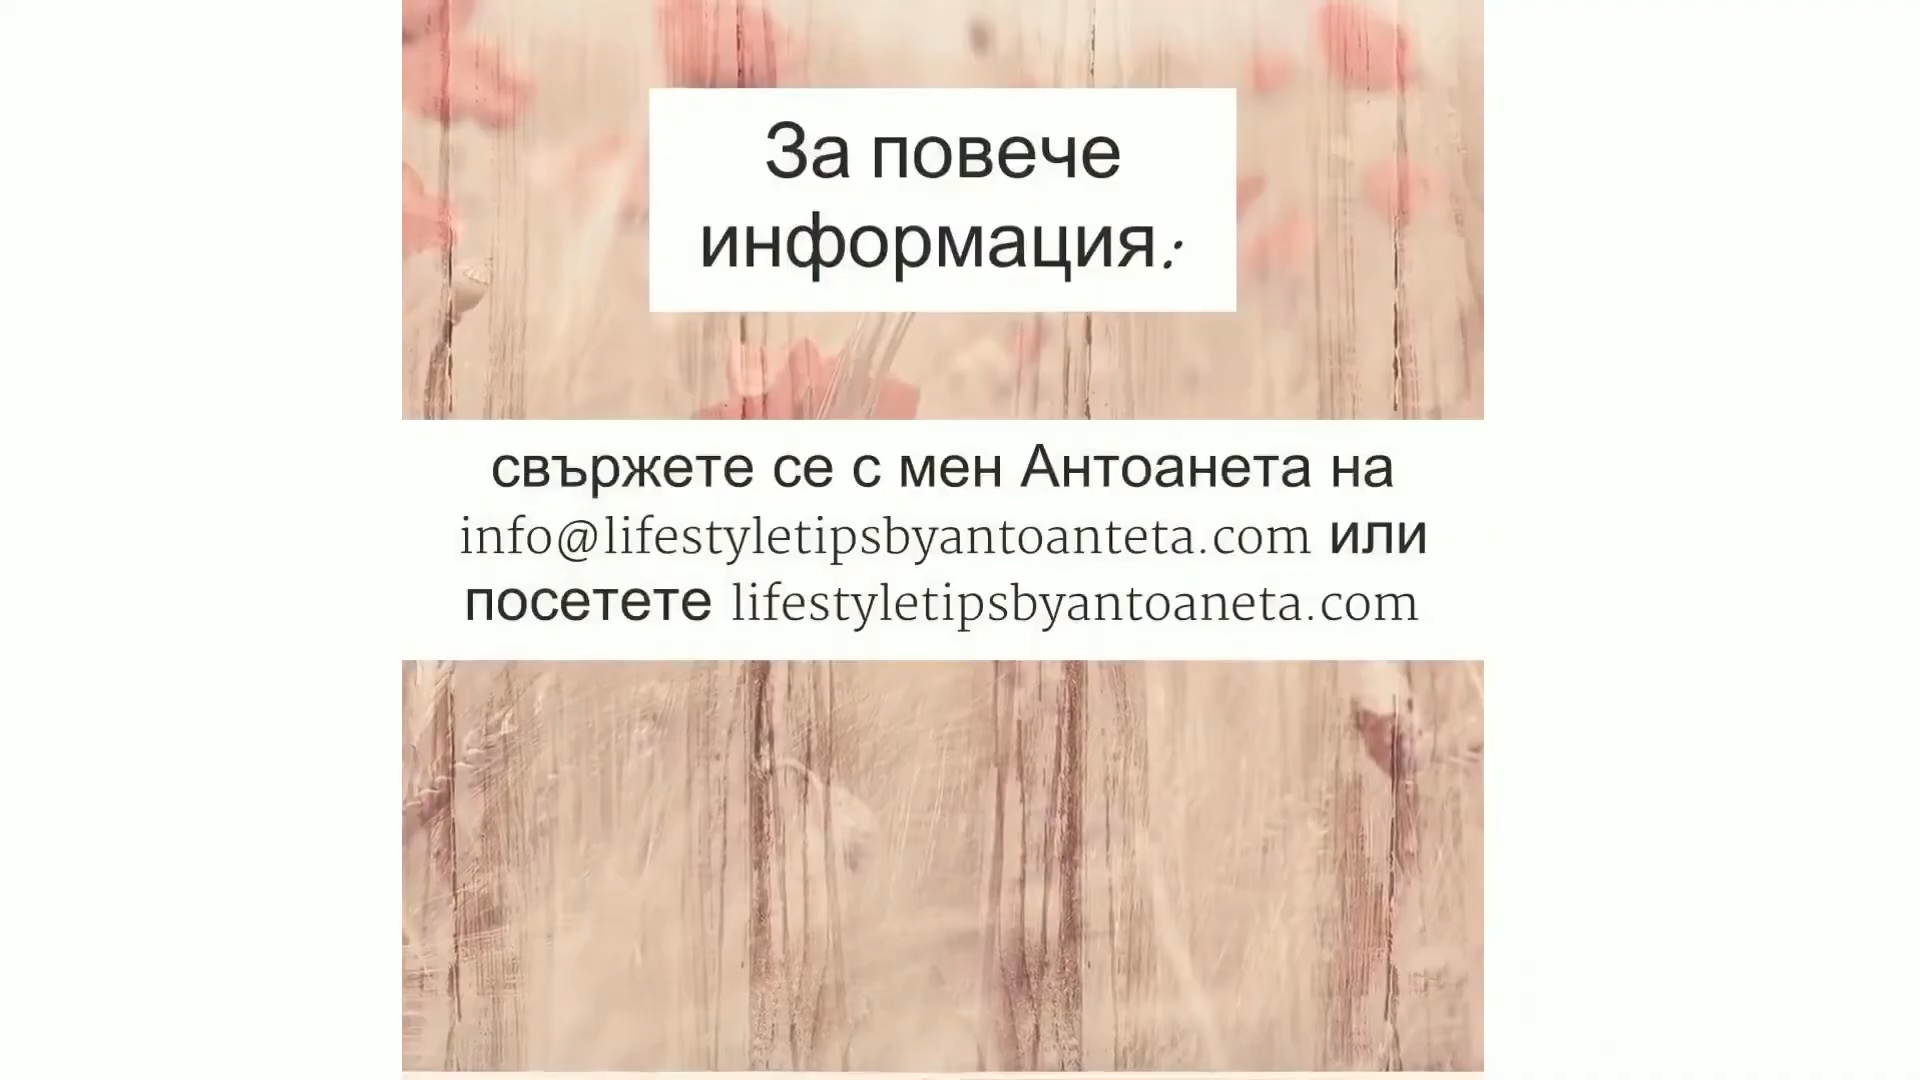 За повече
информация:
свържете се с мен Антоанета на
info@lifestyletipsbyantoanteta.com или
посетете lifestyletipsbyantoaneta.com